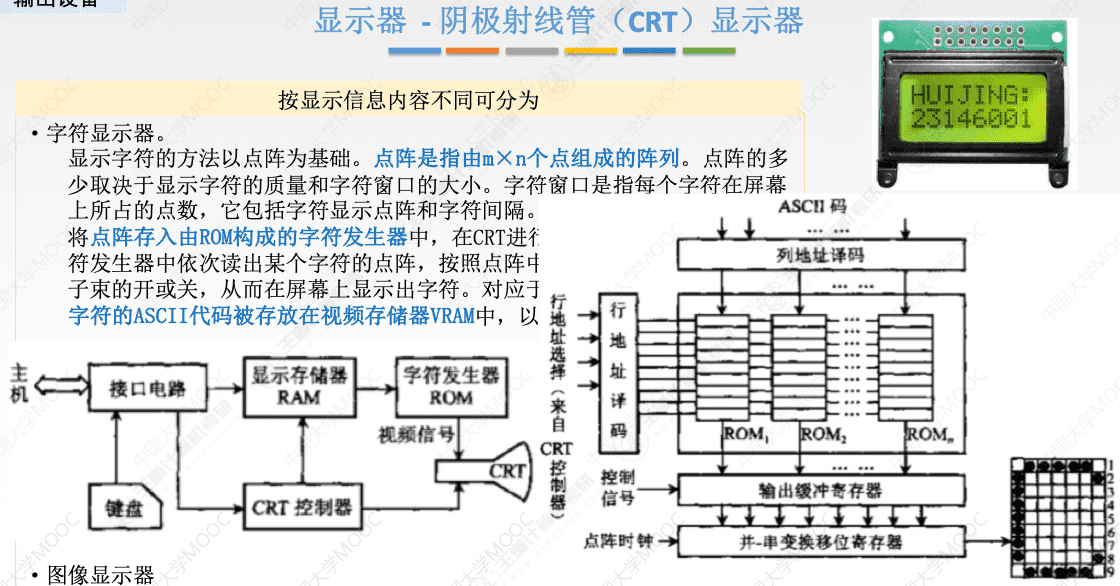 输出设备
显示器 - 阴极射线管（CRT）显示器
按显示信息内容不同可分为
• 字符显示器。
显示字符的方法以点阵为基础。点阵是指由m×n个点组成的阵列。点阵的多
少取决于显示字符的质量和字符窗口的大小。字符窗口是指每个字符在屏幕
上所占的点数，它包括字符显示点阵和字符间隔。
将点阵存入由ROM构成的字符发生器中，在CRT进行
符发生器中依次读出某个字符的点阵，按照点阵中
子束的开或关，从而在屏幕上显示出字符。对应于
字符的ASCII代码被存放在视频存储器VRAM中，以
HUIJING:
23146001
主机
接口电路
显示存储器
RAM
字符发生器
ROM
视频信号
CRT
键盘
CRT 控制器
ASCII 码
… …
列地址译码
… …
行地址选择（来自CRT控制器）
行地址译码
ROM1
ROM2
ROMn
… …
控制
信号
输出缓冲寄存器
点阵时钟
并-串变换移位寄存器
1
2
3
4
5
6
7
8
9
• 图像显示器
中国大学MOOC